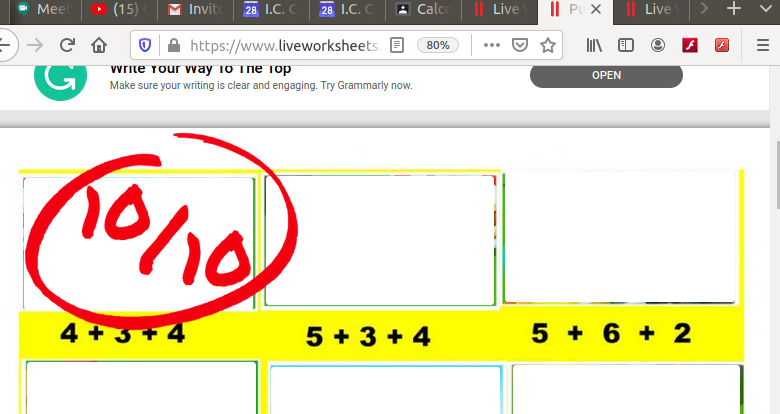 Meet (15) Invit 28 I.C. C 28 I.C. C Calc Live Pu Live
https://www.liveworksheets. 80%
Write Your Way To The Top
Make sure your writing is clear and engaging. Try Grammarly now.
OPEN
10/10
4 + 3 + 4 5 + 3 + 4 5 + 6 + 2